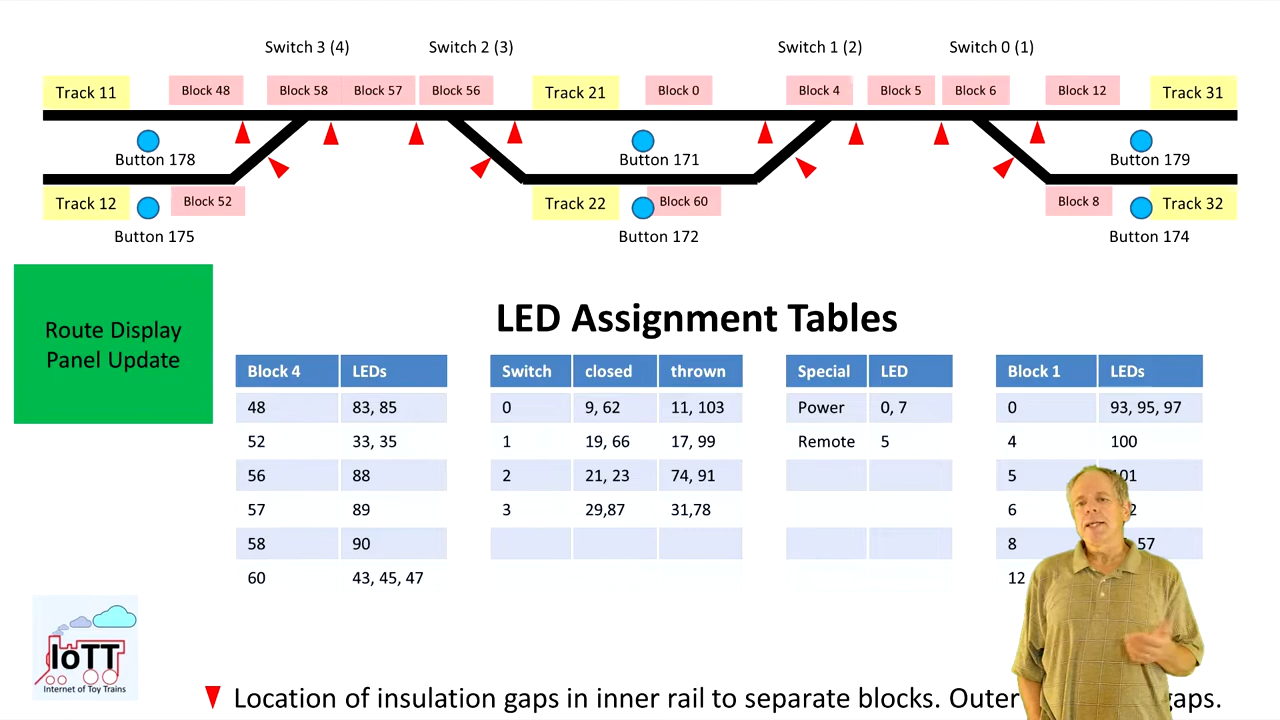 Switch 3 (4) Switch 2 (3) Switch 1 (2) Switch 0 (1)
Track 11 Block 48 Block 58 Block 57 Block 56 Track 21 Block 0 Block 4 Block 5 Block 6 Block 12 Track 31
Button 178 Button 171 Button 179
Track 12 Block 52 Track 22 Block 60 Block 8 Track 32
Button 175 Button 172 Button 174
Route Display
Panel Update
LED Assignment Tables
Block 4 LEDs
48 83, 85
52 33, 35
56 88
57 89
58 90
60 43, 45, 47
Switch closed thrown
0 9, 62 11, 103
1 19, 66 17, 99
2 21, 23 74, 91
3 29,87 31,78
Special LED
Power 0, 7
Remote 5
Block 1 LEDs
0 93, 95, 97
4 100
5
6
8 57
12
IoTT
Internet of Toy Trains
Location of insulation gaps in inner rail to separate blocks. Outer gaps.